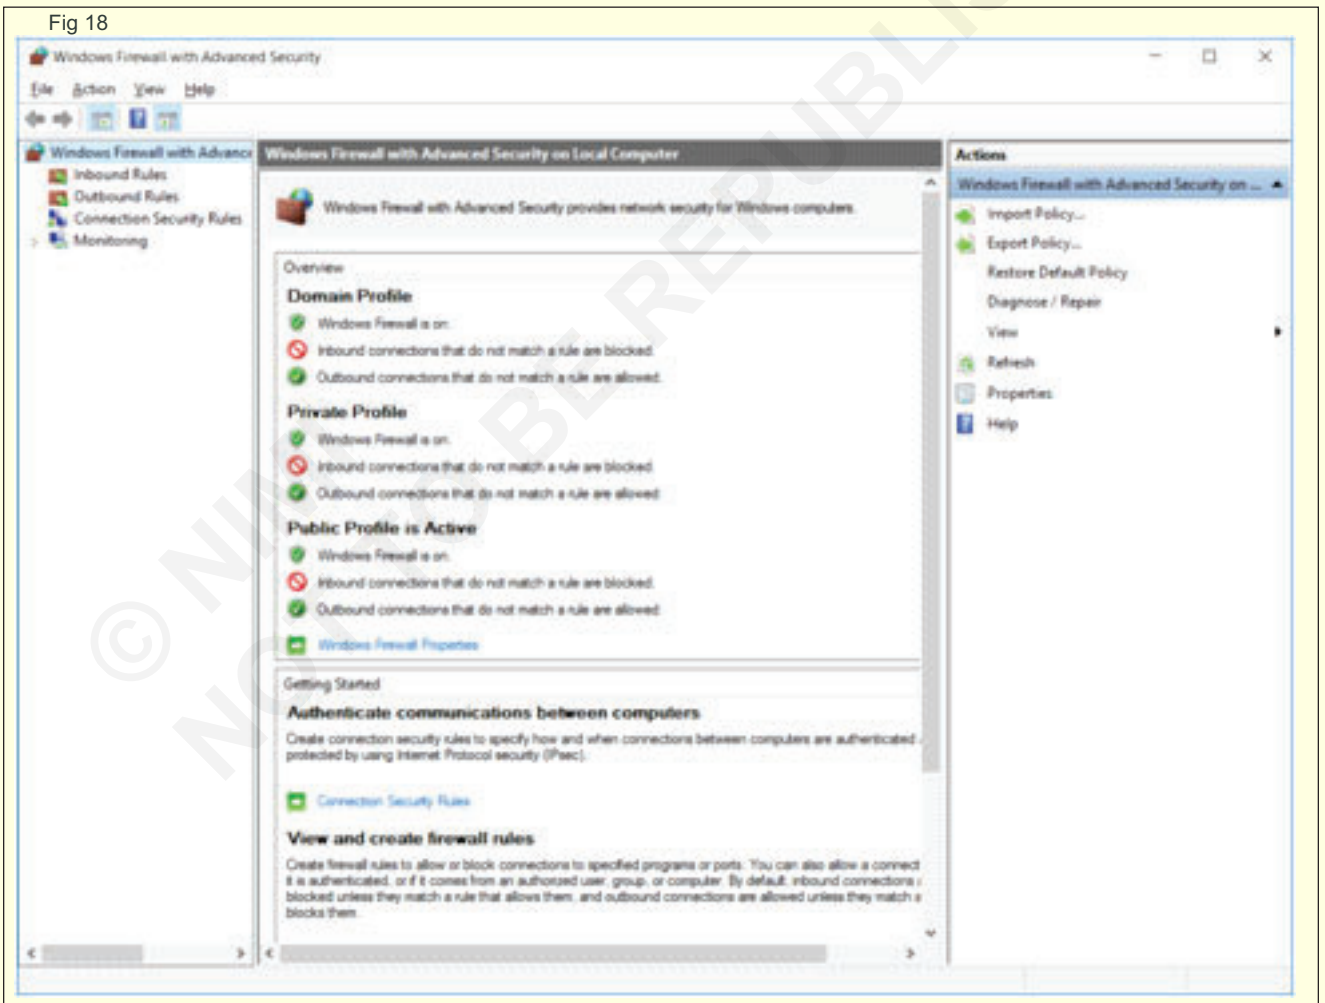 Fig 18
Windows Firewall with Advanced Security
File Action View Help
Windows Firewall with Advance
Inbound Rules
Outbound Rules
Connection Security Rules
Monitoring
Windows Firewall with Advanced Security on Local Computer
Windows Firewall with Advanced Security provides network security for Windows computers.
Overview
Domain Profile
Windows Firewall is on.
Inbound connections that do not match a rule are blocked.
Outbound connections that do not match a rule are allowed.
Private Profile
Windows Firewall is on.
Inbound connections that do not match a rule are blocked.
Outbound connections that do not match a rule are allowed.
Public Profile is Active
Windows Firewall is on.
Inbound connections that do not match a rule are blocked.
Outbound connections that do not match a rule are allowed.
Windows Firewall Properties
Getting Started
Authenticate communications between computers
Create connection security rules to specify how and when connections between computers are authenticated
protected by using Internet Protocol security (IPsec).
Connection Security Rules
View and create firewall rules
Create firewall rules to allow or block connections to specified programs or ports. You can also allow a connect
it is authenticated, or if it comes from an authorized user, group, or computer. By default, inbound connections
blocked unless they match a rule that allows them, and outbound connections are allowed unless they match
blocks them.
Actions
Windows Firewall with Advanced Security on ...
Import Policy...
Export Policy...
Restore Default Policy
Diagnose / Repair
View
Refresh
Properties
Help
© NIMI
NOT TO BE REPUBLIS